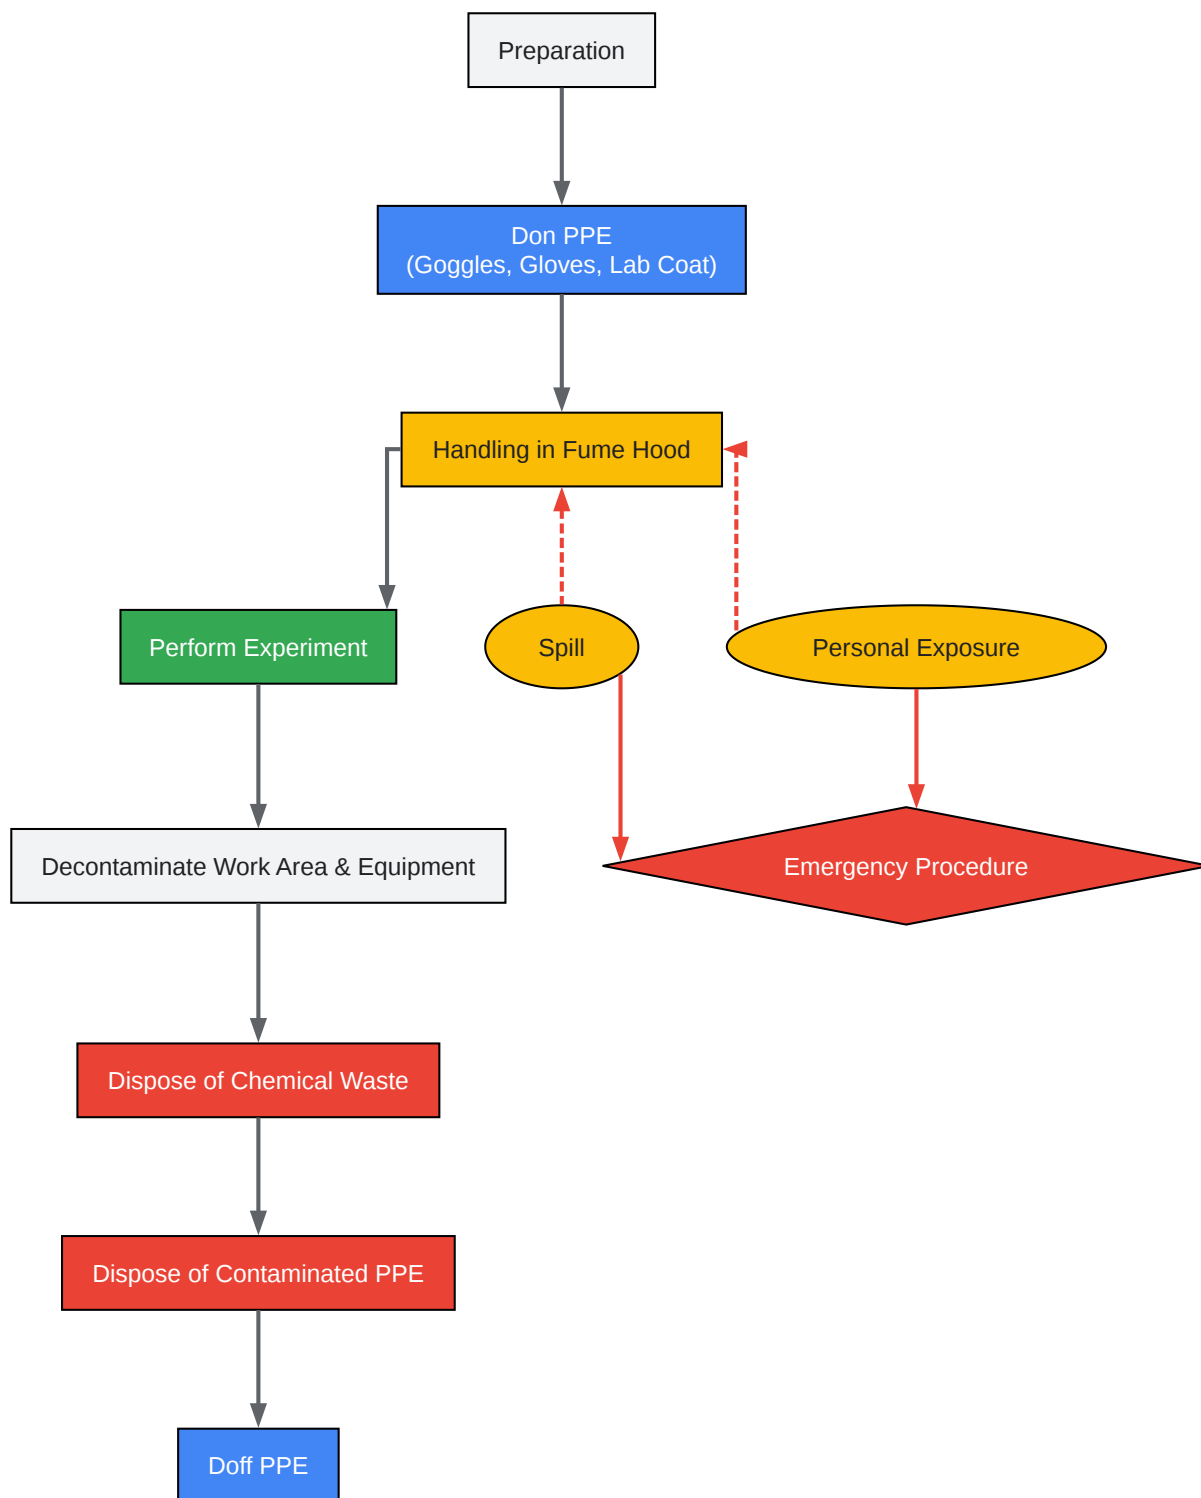 Preparation
Don PPE
(Goggles, Gloves, Lab Coat)
Handling in Fume Hood
Perform Experiment
Spill
Personal Exposure
Decontaminate Work Area & Equipment
Emergency Procedure
Dispose of Chemical Waste
Dispose of Contaminated PPE
Doff PPE